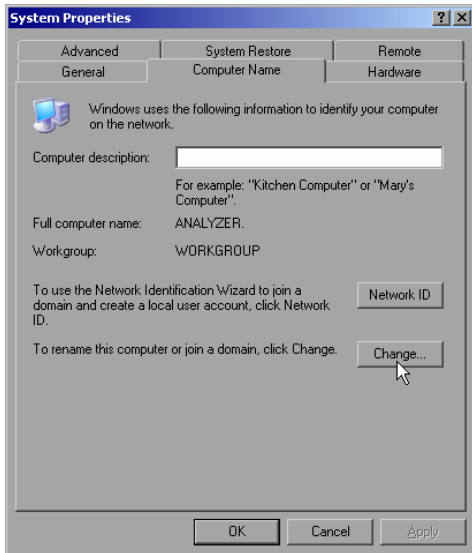 System Properties
Advanced System Restore Remote
General Computer Name Hardware
Windows uses the following information to identify your computer
on the network.
Computer description:
For example: "Kitchen Computer" or "Mary's
Computer".
Full computer name: ANALYZER.
Workgroup: WORKGROUP
To use the Network Identification Wizard to join a
domain and create a local user account, click Network
ID.
Network ID
To rename this computer or join a domain, click Change.
Change...
OK Cancel Apply